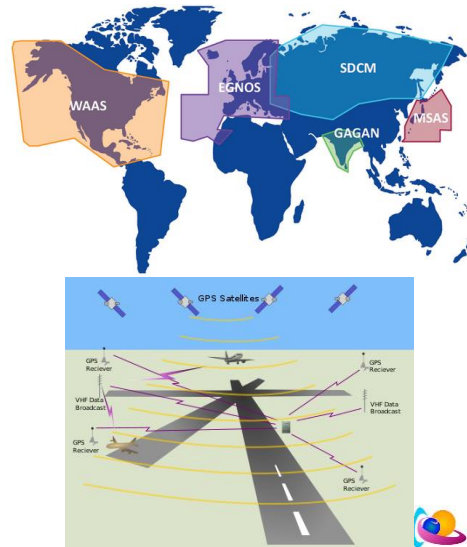 WAAS
EGNOS
SDCM
GAGAN
MSAS
GPS Satellites
GPS
Reciever
VHF Data
Broadcast
GPS
Reciever
GPS
Reciever
VHF Data
Broadcast
GPS
Reciever